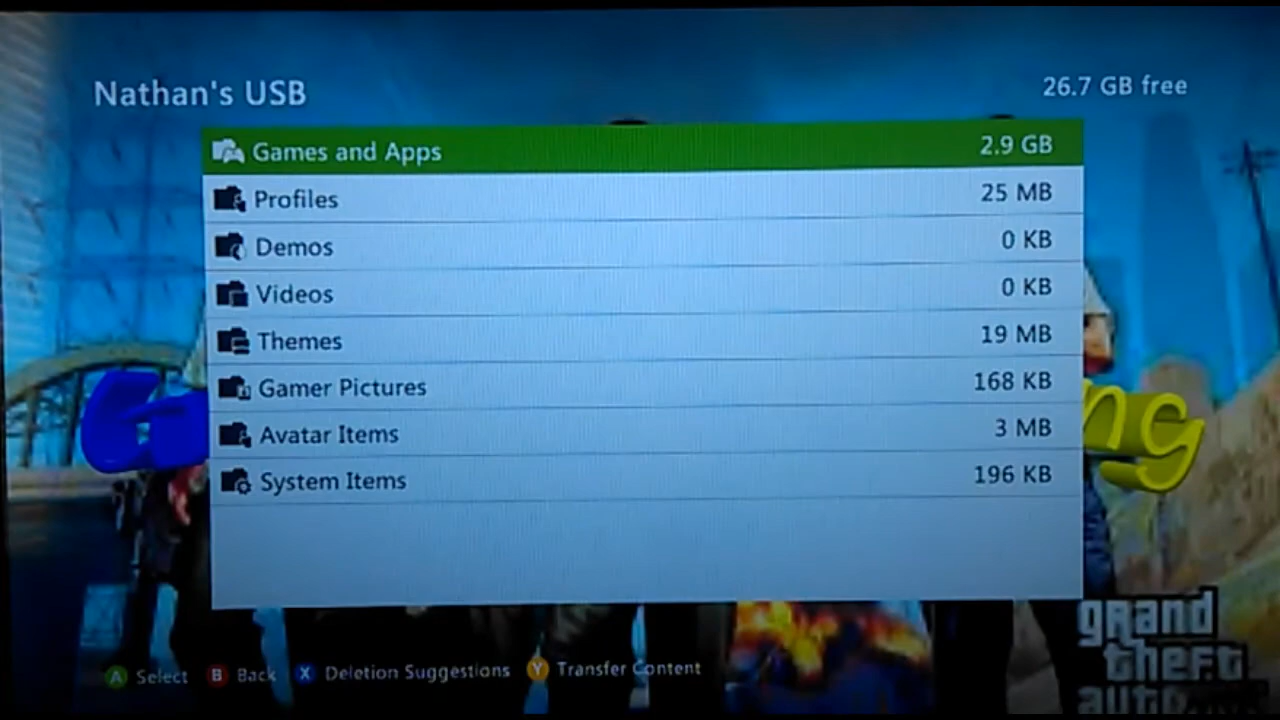 Nathan's USB
26.7 GB free
Games and Apps 2.9 GB
Profiles 25 MB
Demos 0 KB
Videos 0 KB
Themes 19 MB
Gamer Pictures 168 KB
Avatar Items 3 MB
System Items 196 KB
ng
A Select B Back X Deletion Suggestions Y Transfer Content
grand
theft
auto